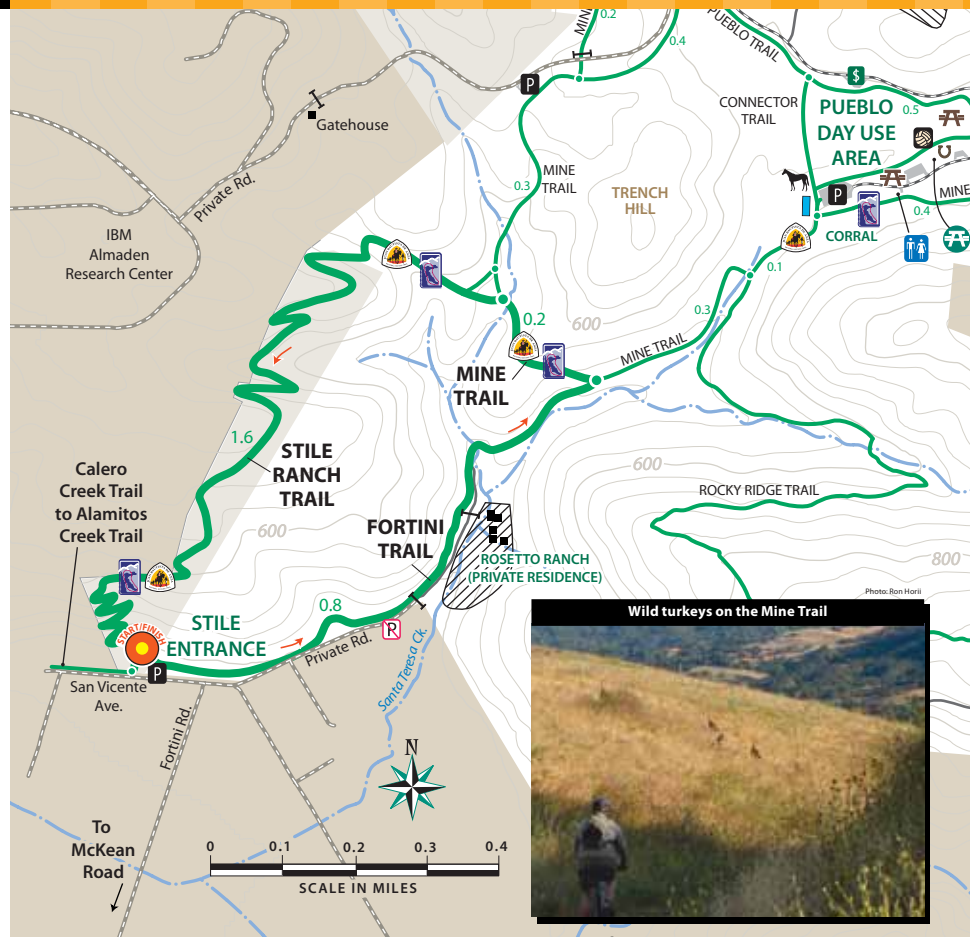 MIN
0.2
0.4
PUEBLO TRAIL
P
$
Gatehouse
CONNECTOR
TRAIL
PUEBLO
DAY USE
AREA
0.5
Private Rd.
MINE
TRAIL
0.3
TRENCH
HILL
P
MINE
0.4
CORRAL
IBM
Almaden
Research Center
0.1
0.3
0.2
600
MINE TRAIL
MINE
TRAIL
1.6
STILE
RANCH
TRAIL
600
Calero
Creek Trail
to Alamitos
Creek Trail
ROCKY RIDGE TRAIL
600
FORTINI
TRAIL
ROSETTO RANCH
(PRIVATE RESIDENCE)
800
Photo: Ron Horii
START/FINISH
STILE
ENTRANCE
0.8
P
Private Rd.
P
San Vicente
Ave.
Santa Teresa Ck.
Fortini Rd.
N
To
McKean
Road
0 0.1 0.2 0.3 0.4
SCALE IN MILES
Wild turkeys on the Mine Trail